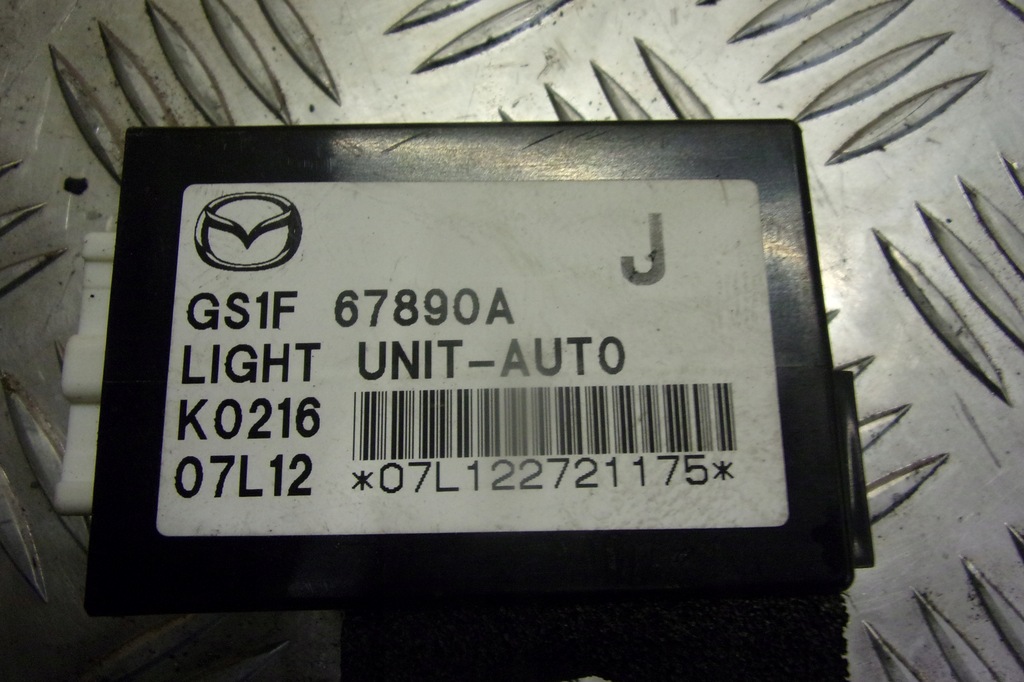 J
GS1F 67890A
LIGHT UNIT-AUTO
K0216
07L12 *07L122721175*